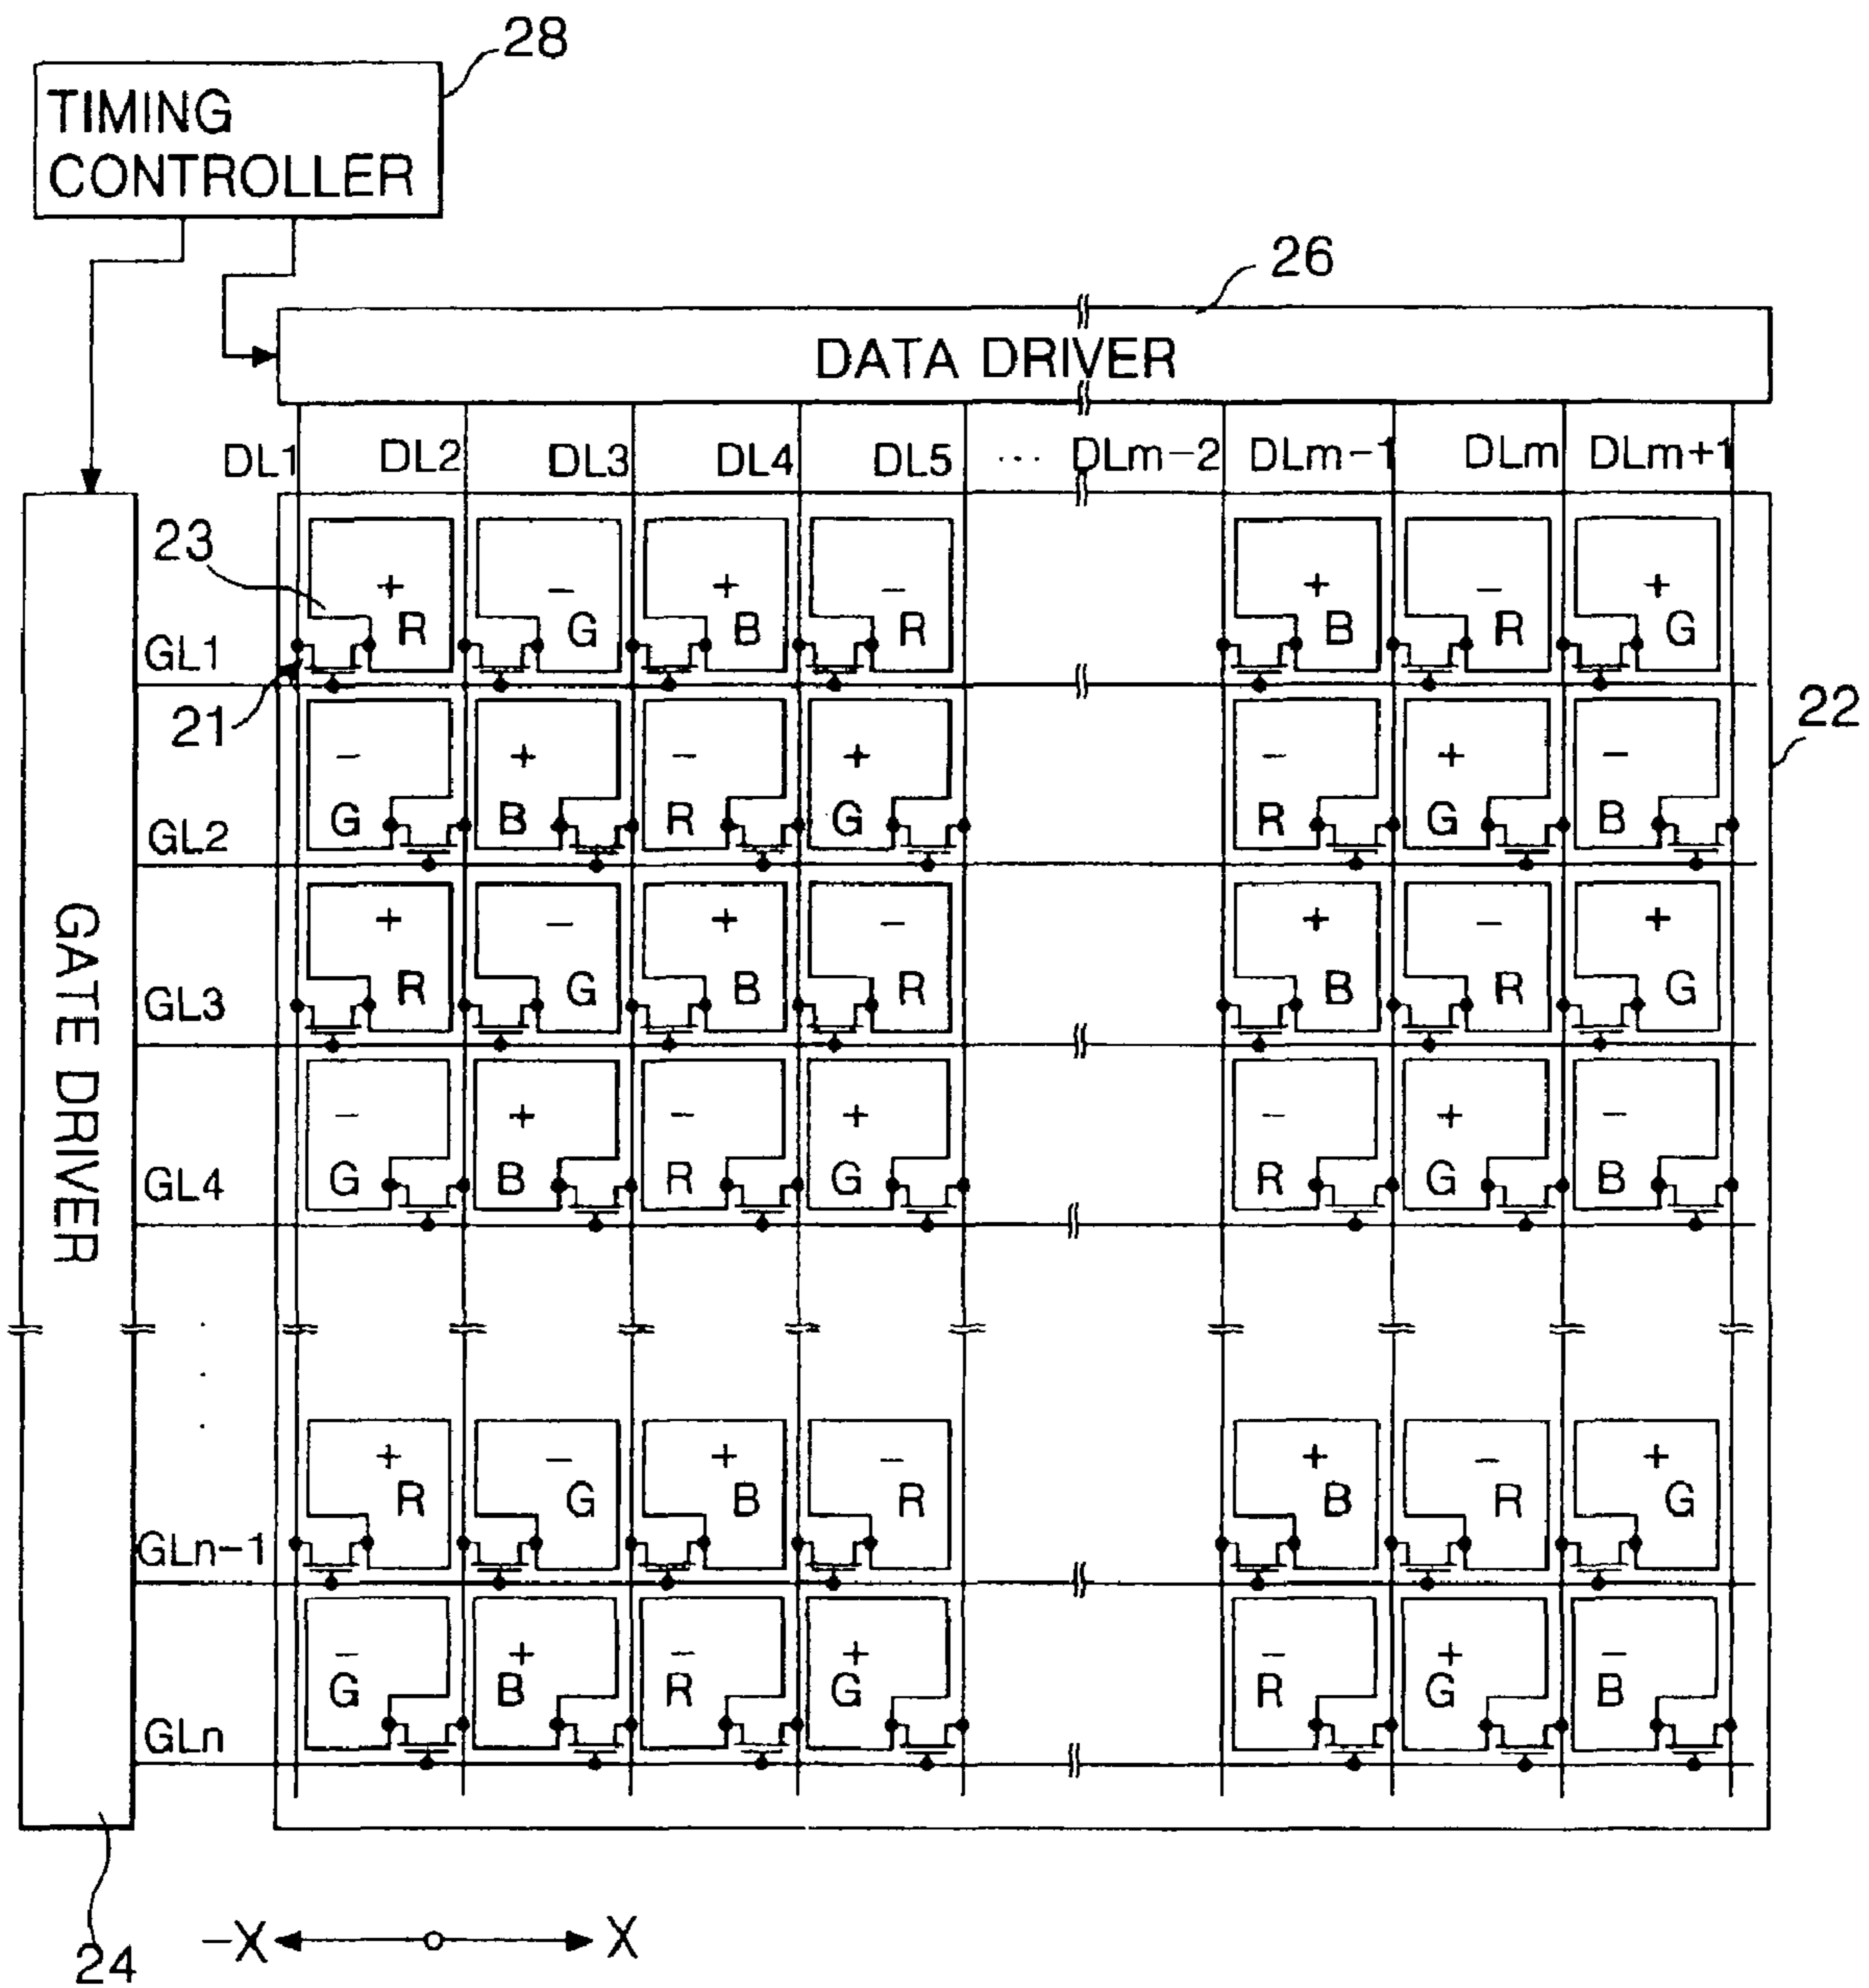 28
TIMING
CONTROLLER
26
DATA DRIVER
DL1 DL2 DL3 DL4 DL5 ... DLm-2 DLm-1 DLm DLm+1
23
+ - + - + - +
R G B R B R G
GL1
21
22
- + - + - + -
G B R G R G B
GL2
+ - + - + - +
R G B R B R G
GL3
GATE DRIVER
- + - + - + -
G B R G R G B
GL4
+ - + - + - +
R G B R B R G
GLn-1
- + - + - + -
G B R G R G B
GLn
24
-X X